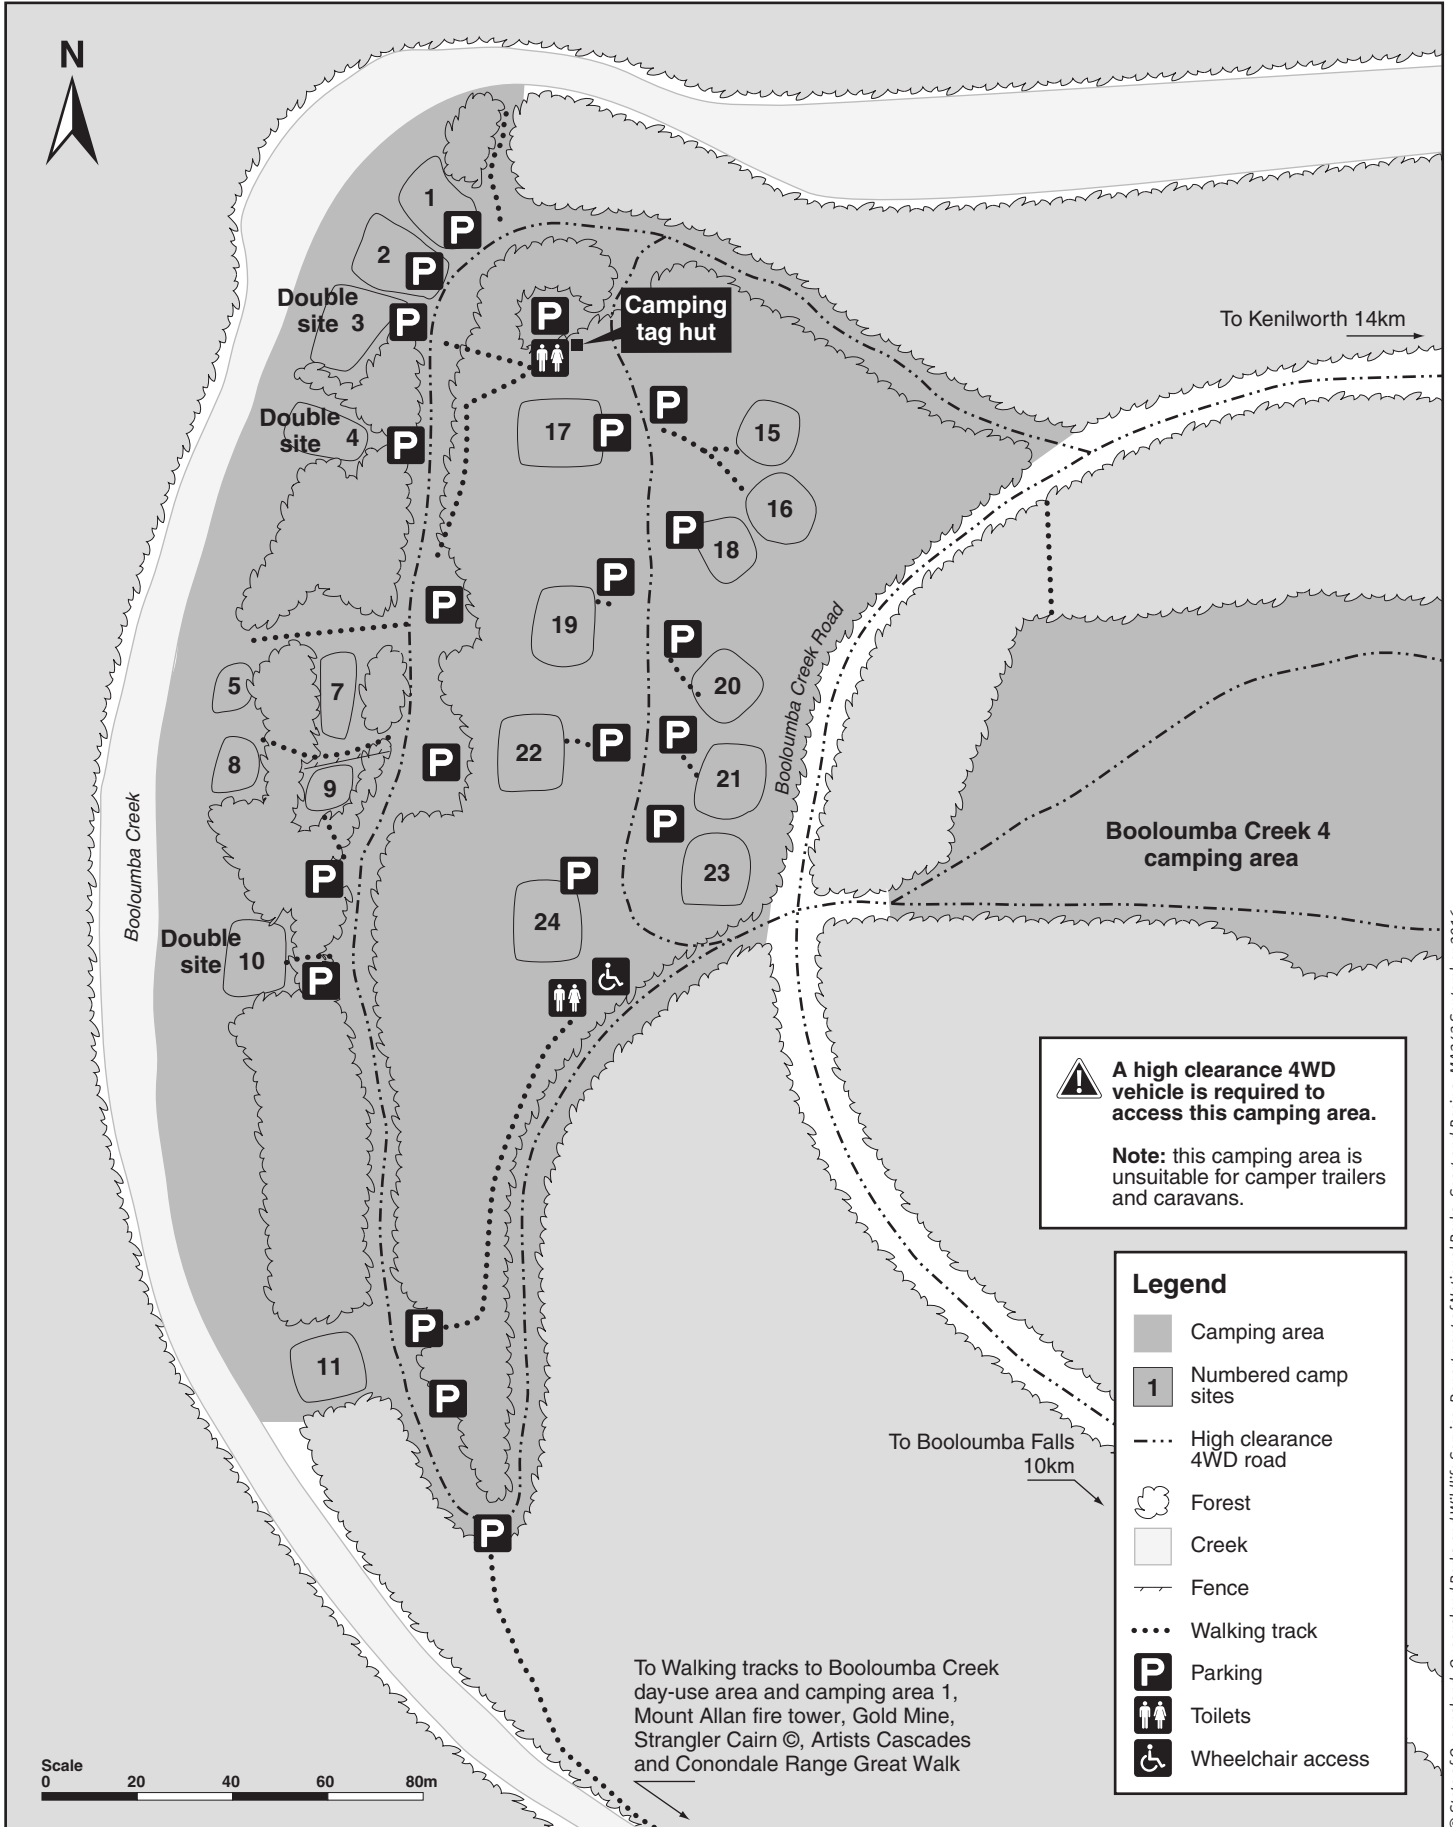 N
1
P
2
P
Double
site 3
P
P
Camping
tag hut
To Kenilworth 14km
Double
site 4
P
17
P
P
15
16
P
18
P
19
P
P
20
Booloumba Creek Road
5
7
8
9
P
22
P
P
21
P
23
P
24
P
Double
site 10
P
Booloumba Creek
Booloumba Creek 4
camping area
A high clearance 4WD
vehicle is required to
access this camping area.
Note: this camping area is
unsuitable for camper trailers
and caravans.
P
11
P
P
To Booloumba Falls
10km
Legend
Camping area
1 Numbered camp
sites
High clearance
4WD road
Forest
Creek
Fence
Walking track
P Parking
Toilets
Wheelchair access
To Walking tracks to Booloumba Creek
day-use area and camping area 1,
Mount Allan fire tower, Gold Mine,
Strangler Cairn ©, Artists Cascades
and Conondale Range Great Walk
Scale
0 20 40 60 80m